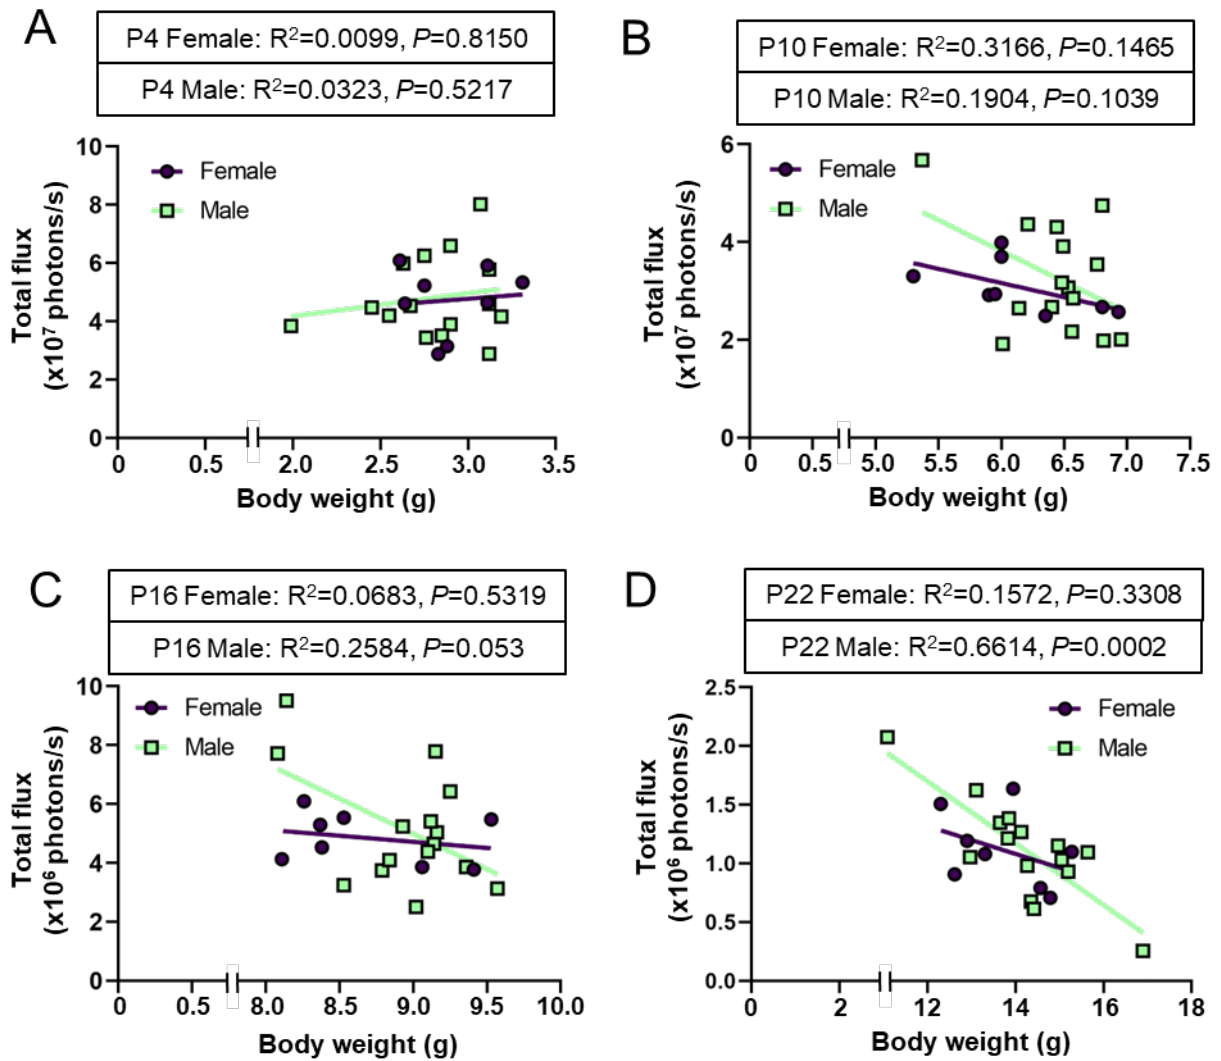 A
P4 Female: R²=0.0099, P=0.8150
P4 Male: R²=0.0323, P=0.5217
Total flux
(x10⁷ photons/s)
10
8
6
4
2
0
Female
Male
0 0.5 2.0 2.5 3.0 3.5
Body weight (g)
B
P10 Female: R²=0.3166, P=0.1465
P10 Male: R²=0.1904, P=0.1039
Total flux
(x10⁷ photons/s)
6
4
2
0
Female
Male
0 0.5 5.0 5.5 6.0 6.5 7.0 7.5
Body weight (g)
C
P16 Female: R²=0.0683, P=0.5319
P16 Male: R²=0.2584, P=0.053
Total flux
(x10⁶ photons/s)
10
8
6
4
2
0
Female
Male
0 0.5 8.0 8.5 9.0 9.5 10.0
Body weight (g)
D
P22 Female: R²=0.1572, P=0.3308
P22 Male: R²=0.6614, P=0.0002
Total flux
(x10⁶ photons/s)
2.5
2.0
1.5
1.0
0.5
0.0
Female
Male
0 2 12 14 16 18
Body weight (g)